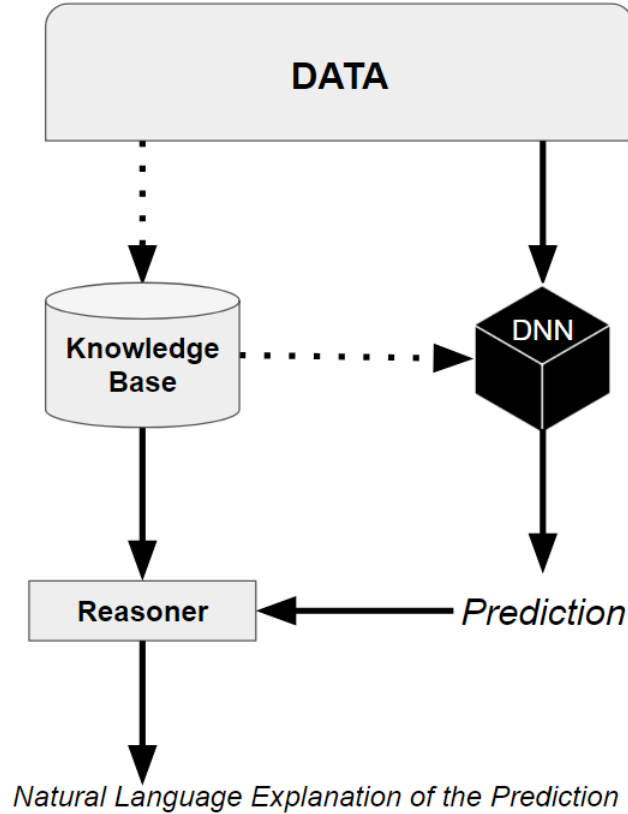 DATA
Knowledge
Base
DNN
Reasoner
Prediction
Natural Language Explanation of the Prediction